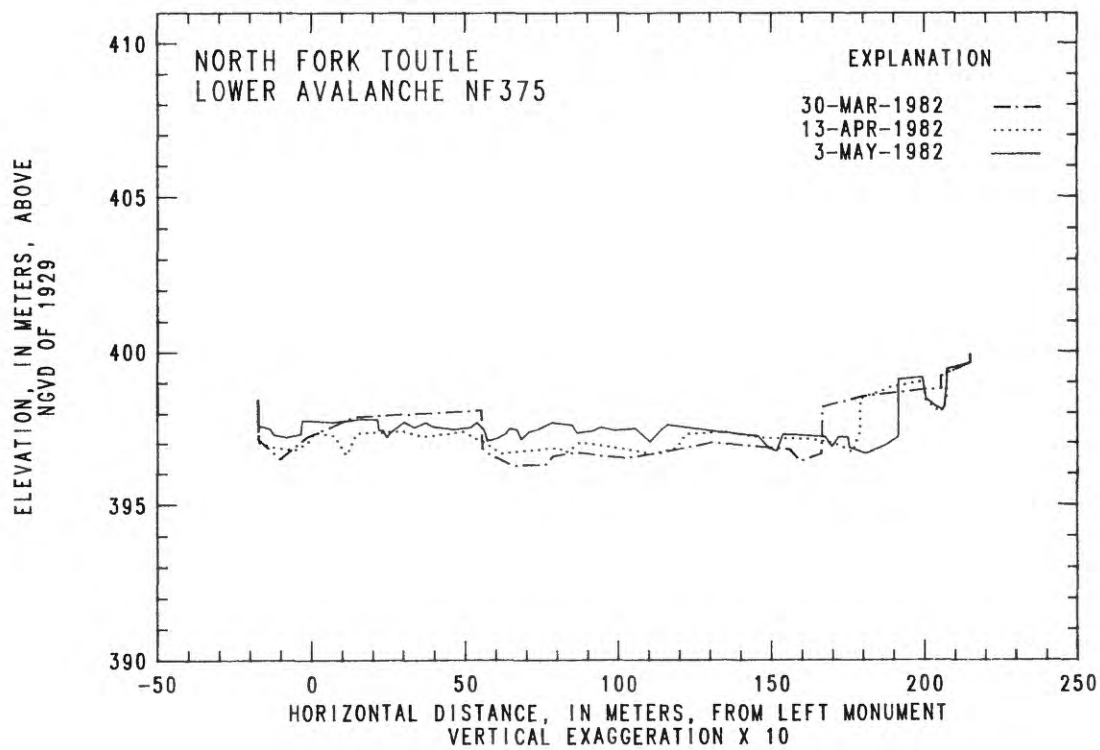 NORTH FORK TOUTLE
LOWER AVALANCHE NF375
EXPLANATION
30-MAR-1982
13-APR-1982
3-MAY-1982
ELEVATION, IN METERS, ABOVE
NGVD OF 1929
410
405
400
395
390
-50
0
50
100
150
200
250
HORIZONTAL DISTANCE, IN METERS, FROM LEFT MONUMENT
VERTICAL EXAGGERATION X 10